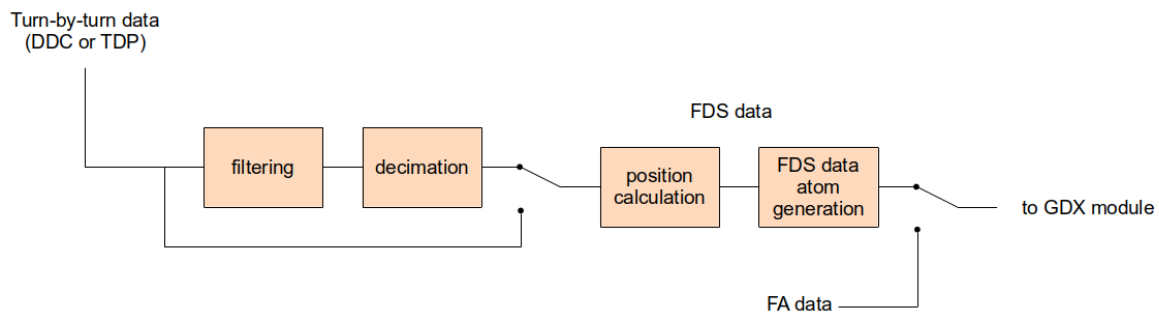 Turn-by-turn data
(DDC or TDP)
FDS data
filtering
decimation
position
calculation
FDS data
atom
generation
to GDX module
FA data